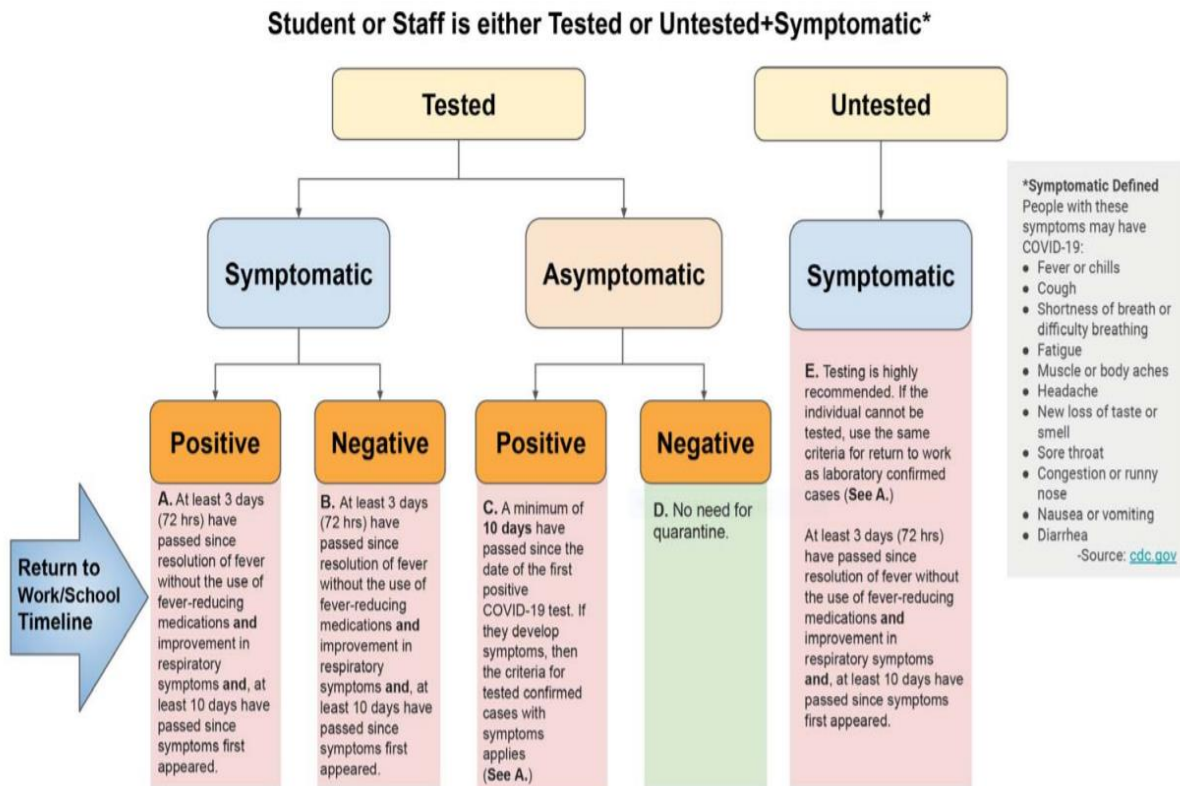 Student or Staff is either Tested or Untested+Symptomatic*
Tested
Untested
Symptomatic
Asymptomatic
Symptomatic
Positive
Negative
Positive
Negative
Return to
Work/School
Timeline
A. At least 3 days
(72 hrs) have
passed since
resolution of fever
without the use of
fever-reducing
medications and
improvement in
respiratory
symptoms and, at
least 10 days have
passed since
symptoms first
appeared.
B. At least 3 days
(72 hrs) have
passed since
resolution of fever
without the use of
fever-reducing
medications and
improvement in
respiratory
symptoms and, at
least 10 days have
passed since
symptoms first
appeared.
C. A minimum of
10 days have
passed since the
date of the first
positive
COVID-19 test. If
they develop
symptoms, then
the criteria for
tested confirmed
cases with
symptoms
applies
(See A.)
D. No need for
quarantine.
E. Testing is highly
recommended. If the
individual cannot be
tested, use the same
criteria for return to work
as laboratory confirmed
cases (See A.)
At least 3 days (72 hrs)
have passed since
resolution of fever without
the use of fever-reducing
medications and
improvement in
respiratory symptoms
and, at least 10 days have
passed since symptoms
first appeared.
*Symptomatic Defined
People with these
symptoms may have
COVID-19:
● Fever or chills
● Cough
● Shortness of breath or
difficulty breathing
● Fatigue
● Muscle or body aches
● Headache
● New loss of taste or
smell
● Sore throat
● Congestion or runny
nose
● Nausea or vomiting
● Diarrhea
-Source: cdc.gov